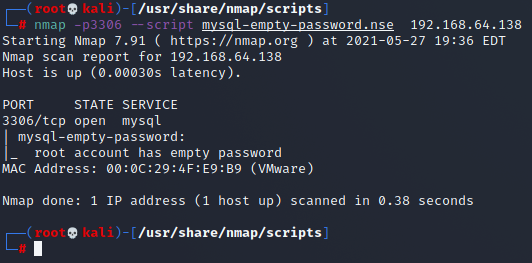 ┌──(root💀kali)-[/usr/share/nmap/scripts]
└─# nmap -p3306 --script mysql-empty-password.nse  192.168.64.138
Starting Nmap 7.91 ( https://nmap.org ) at 2021-05-27 19:36 EDT
Nmap scan report for 192.168.64.138
Host is up (0.00030s latency).
PORT     STATE SERVICE
3306/tcp open  mysql
| mysql-empty-password:
|_  root account has empty password
MAC Address: 00:0C:29:4F:E9:B9 (VMware)
Nmap done: 1 IP address (1 host up) scanned in 0.38 seconds
┌──(root💀kali)-[/usr/share/nmap/scripts]
└─#